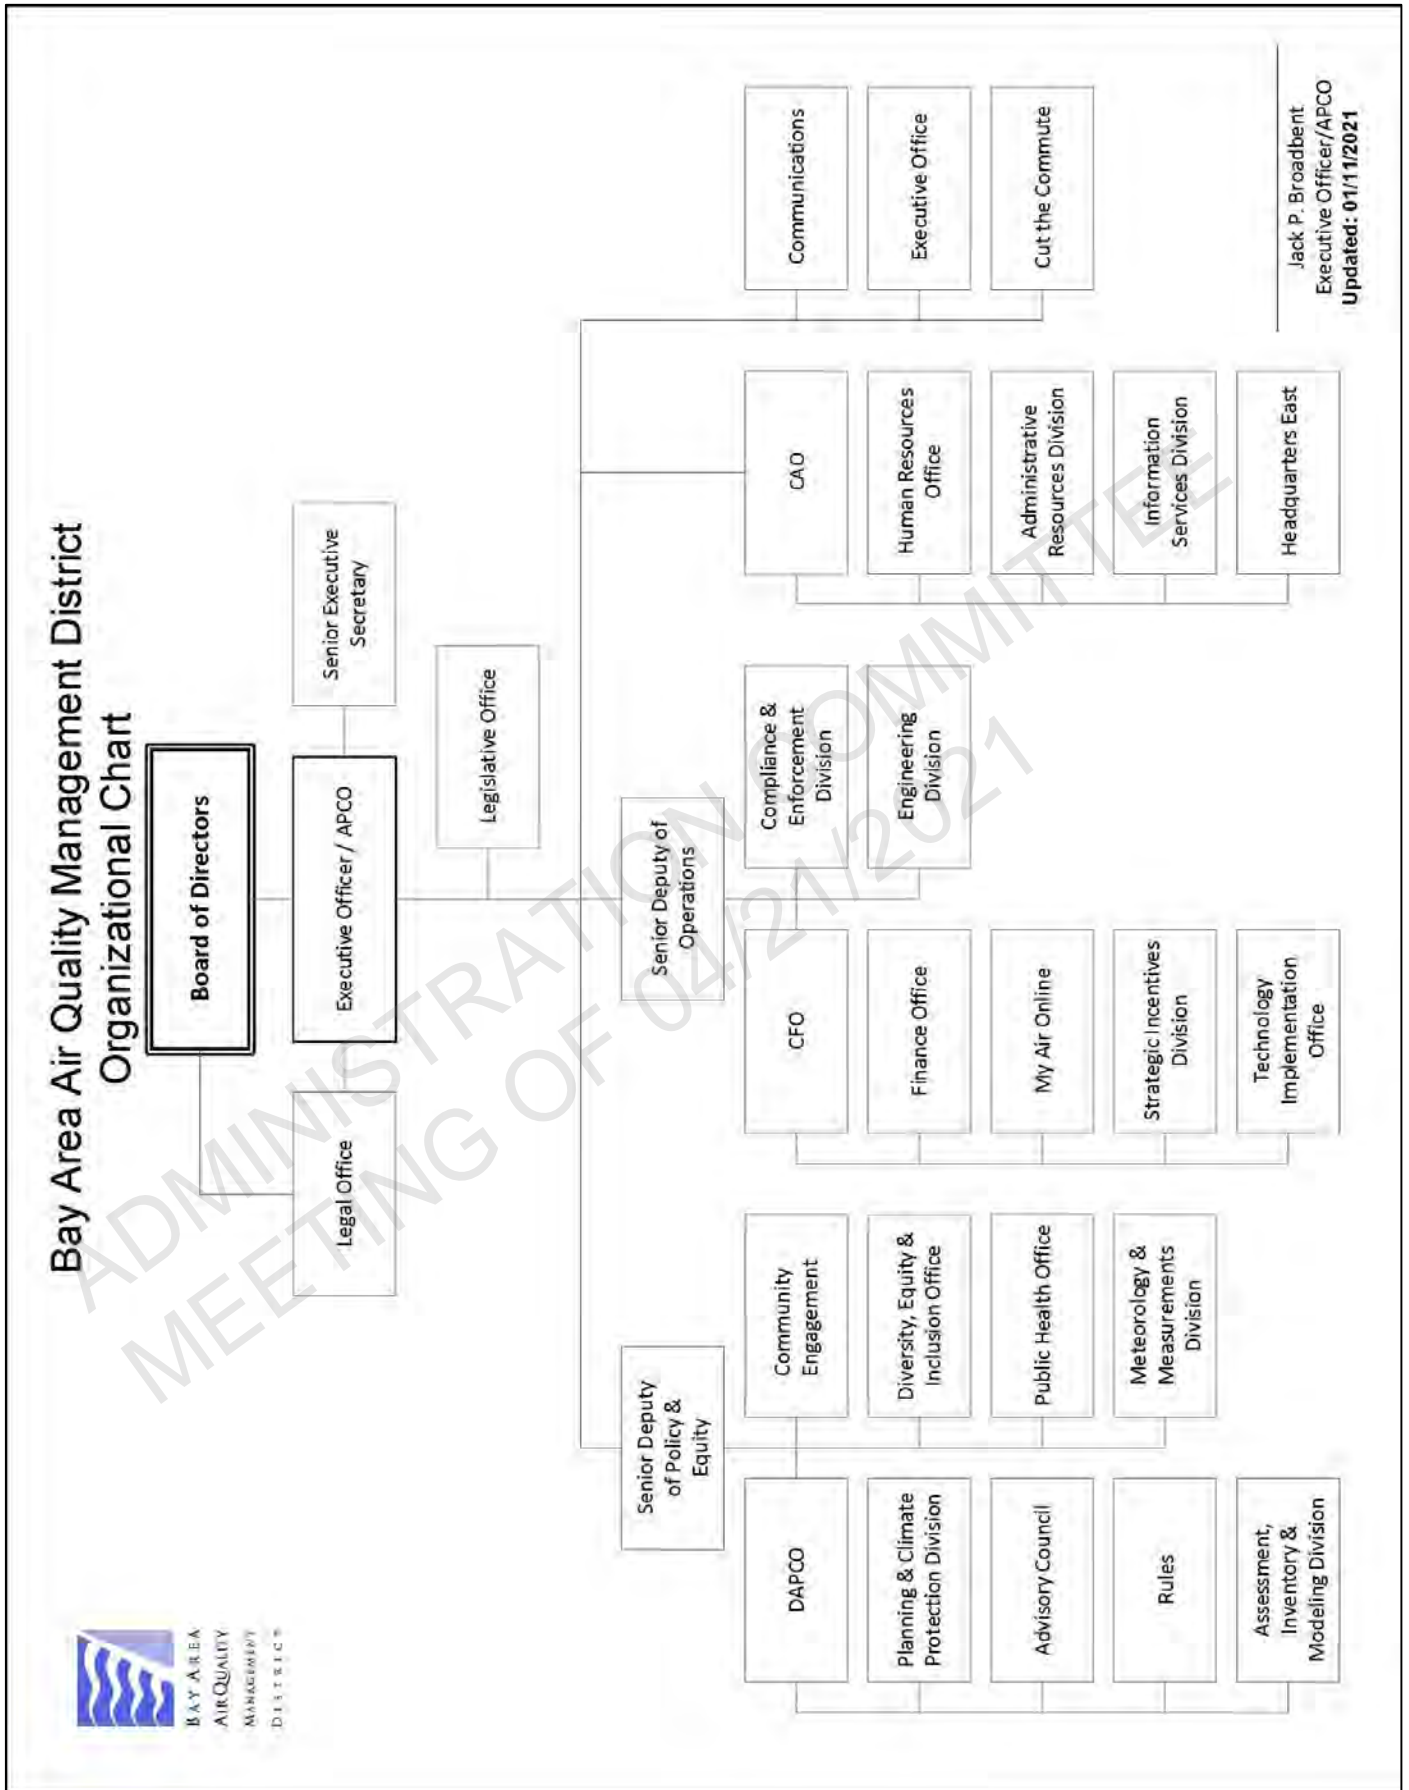 Bay Area Air Quality Management District
Organizational Chart
BAY AREA
AIR QUALITY
MANAGEMENT
DISTRICT
Board of Directors
Legal Office
Executive Officer / APCO
Senior Executive
Secretary
Legislative Office
Senior Deputy
of Policy &
Equity
Senior Deputy of
Operations
DAPCO
Planning & Climate
Protection Division
Advisory Council
Rules
Assessment,
Inventory &
Modeling Division
Community
Engagement
Diversity, Equity &
Inclusion Office
Public Health Office
Meteorology &
Measurements
Division
CFO
Finance Office
My Air Online
Strategic Incentives
Division
Technology
Implementation
Office
Compliance &
Enforcement
Division
Engineering
Division
CAO
Human Resources
Office
Administrative
Resources Division
Information
Services Division
Headquarters East
Communications
Executive Office
Cut the Commute
Jack P. Broadbent
Executive Officer/APCO
Updated: 01/11/2021
ADMINISTRATION COMMITTEE
MEETING OF 04/21/2021